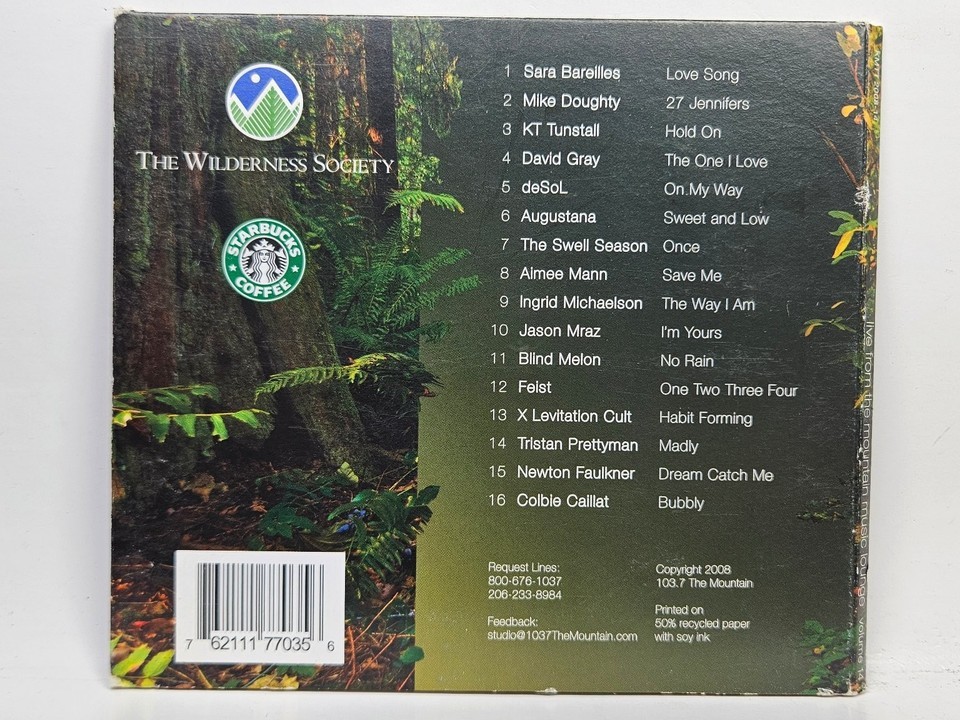 THE WILDERNESS SOCIETY
STARBUCKS
COFFEE
1 Sara Bareilles Love Song
2 Mike Doughty 27 Jennifers
3 KT Tunstall Hold On
4 David Gray The One I Love
5 deSoL On My Way
6 Augustana Sweet and Low
7 The Swell Season Once
8 Aimee Mann Save Me
9 Ingrid Michaelson The Way I Am
10 Jason Mraz I'm Yours
11 Blind Melon No Rain
12 Feist One Two Three Four
13 X Levitation Cult Habit Forming
14 Tristan Prettyman Madly
15 Newton Faulkner Dream Catch Me
16 Colbie Caillat Bubbly
Request Lines:
800-676-1037
206-233-8984
Feedback:
studio@1037TheMountain.com
Copyright 2008
103.7 The Mountain
Printed on
50% recycled paper
with soy ink
7 62111 77035 6
live from the mountain music lounge volume